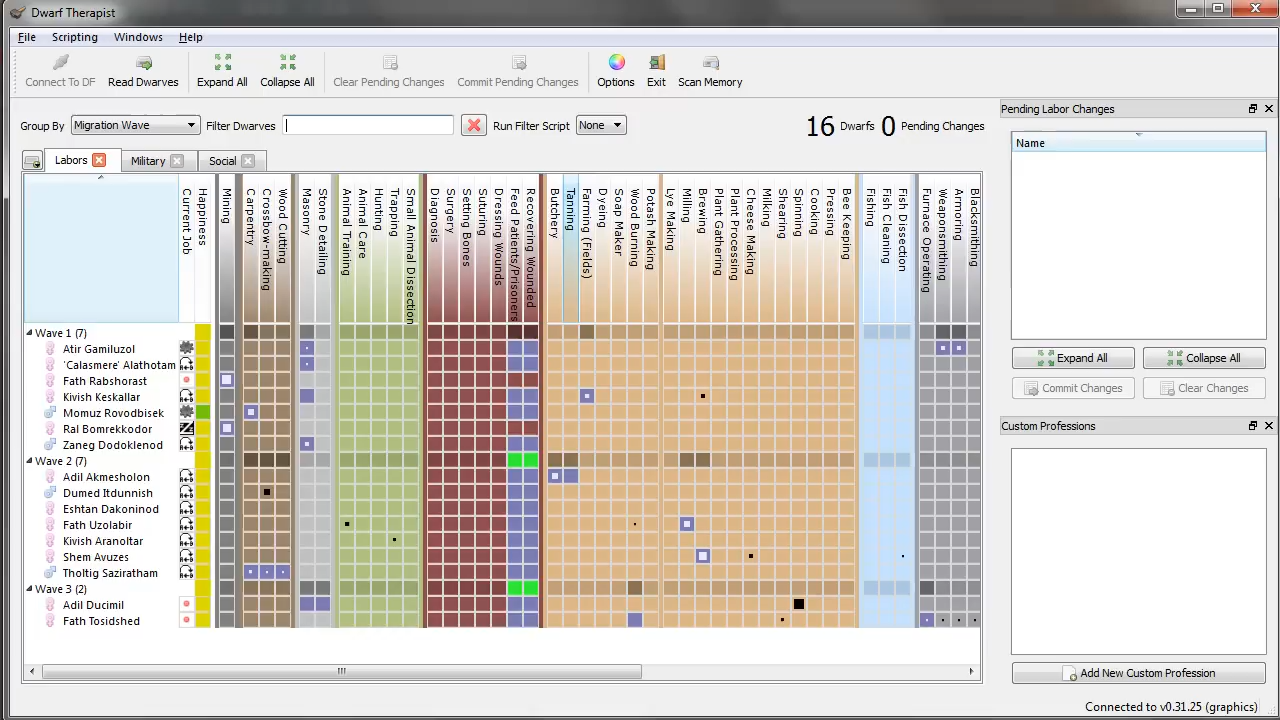 Dwarf Therapist
File Scripting Windows Help
Connect To DF Read Dwarves Expand All Collapse All Clear Pending Changes Commit Pending Changes Options Exit Scan Memory
Group By Migration Wave Filter Dwarves Run Filter Script None 16 Dwarfs 0 Pending Changes
Labors Military Social
Current Job
Happiness
Mining
Carpentry
Crossbow-making
Wood Cutting
Masonry
Stone Detailing
Animal Training
Animal Care
Hunting
Trapping
Small Animal Dissection
Diagnosis
Surgery
Setting Bones
Suturing
Dressing Wounds
Feed Patients/Prisoners
Recovering Wounded
Butchery
Tanning
Farming (Fields)
Dyeing
Soap Maker
Wood Burning
Potash Making
Lye Making
Milling
Brewing
Plant Gathering
Plant Processing
Cheese Making
Milking
Shearing
Spinning
Cooking
Pressing
Bee Keeping
Fishing
Fish Cleaning
Fish Dissection
Furnace Operating
Weaponsmithing
Armoring
Blacksmithing
Wave 1 (7)
Atir Gamiluzol
'Calasmere' Alathotam
Fath Rabshorast
Kivish Keskallar
Momuz Rovodbisek
Ral Bomrekkodor
Zaneg Dodoklenod
Wave 2 (7)
Adil Akmesholon
Dumed Itdunnish
Eshtan Dakoninod
Fath Uzolabir
Kivish Aranoltar
Shem Avuzes
Tholtig Saziratham
Wave 3 (2)
Adil Ducimil
Fath Tosidshed
Pending Labor Changes
Name
Expand All Collapse All
Commit Changes Clear Changes
Custom Professions
Add New Custom Profession
Connected to v0.31.25 (graphics)